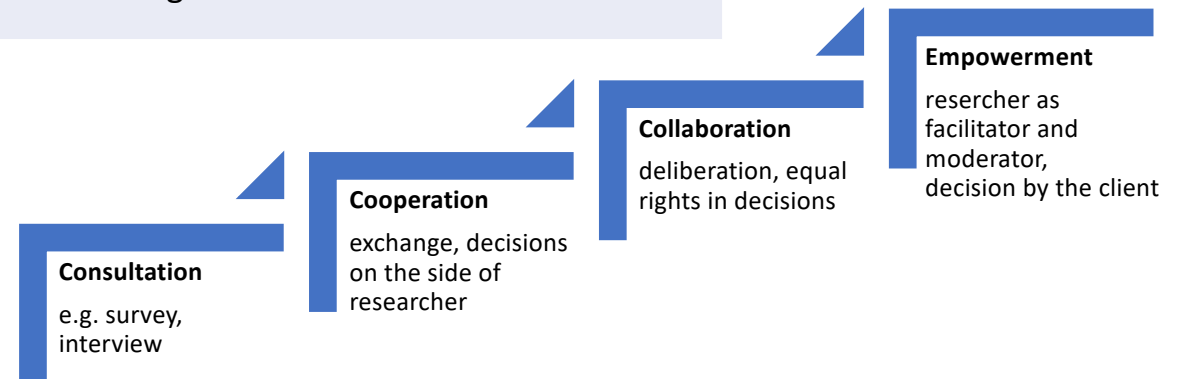 Consultation
e.g. survey,
interview
Cooperation
exchange, decisions
on the side of
researcher
Collaboration
deliberation, equal
rights in decisions
Empowerment
resercher as
facilitator and
moderator,
decision by the client